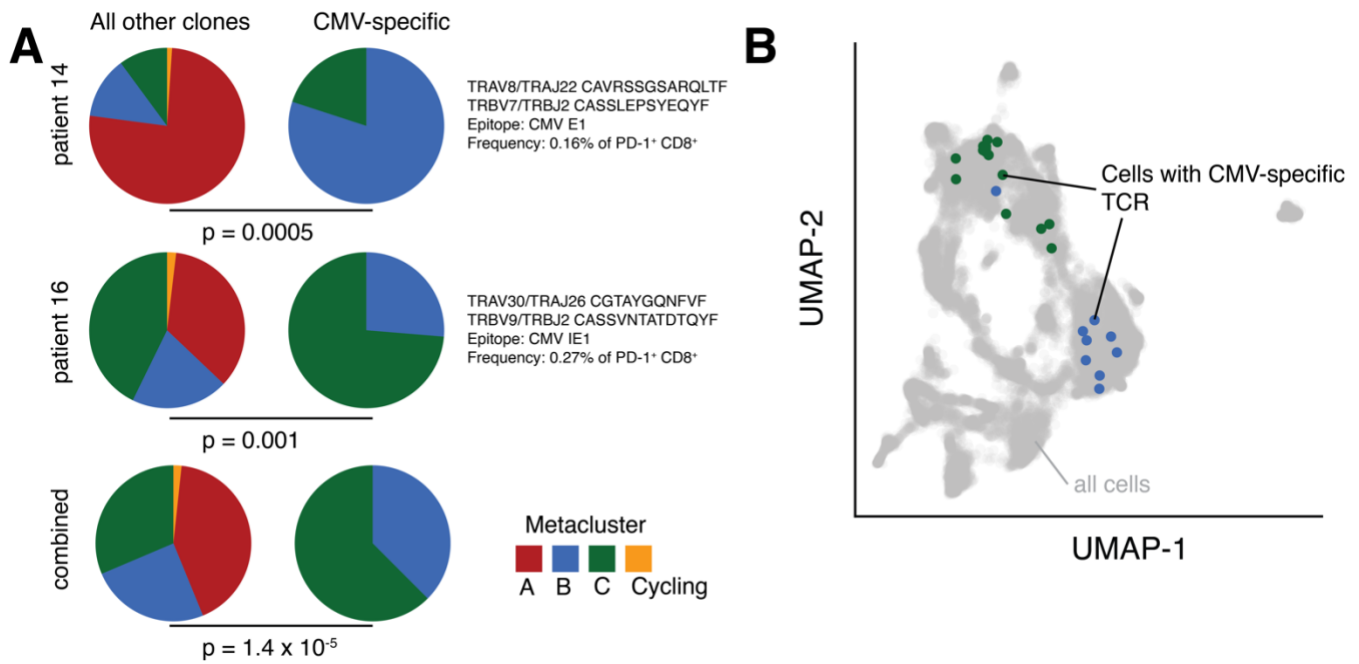 A
All other clones
CMV-specific
patient 14
TRAV8/TRAJ22 CAVRSSGSARQLTF
TRBV7/TRBJ2 CASSLEPSYEQYF
Epitope: CMV E1
Frequency: 0.16% of PD-1⁺ CD8⁺
p = 0.0005
patient 16
TRAV30/TRAJ26 CGTAYGQNFVF
TRBV9/TRBJ2 CASSVNTATDTQYF
Epitope: CMV IE1
Frequency: 0.27% of PD-1⁺ CD8⁺
p = 0.001
combined
Metacluster
A B C Cycling
p = 1.4 x 10⁻⁵
B
Cells with CMV-specific
TCR
UMAP-2
all cells
UMAP-1